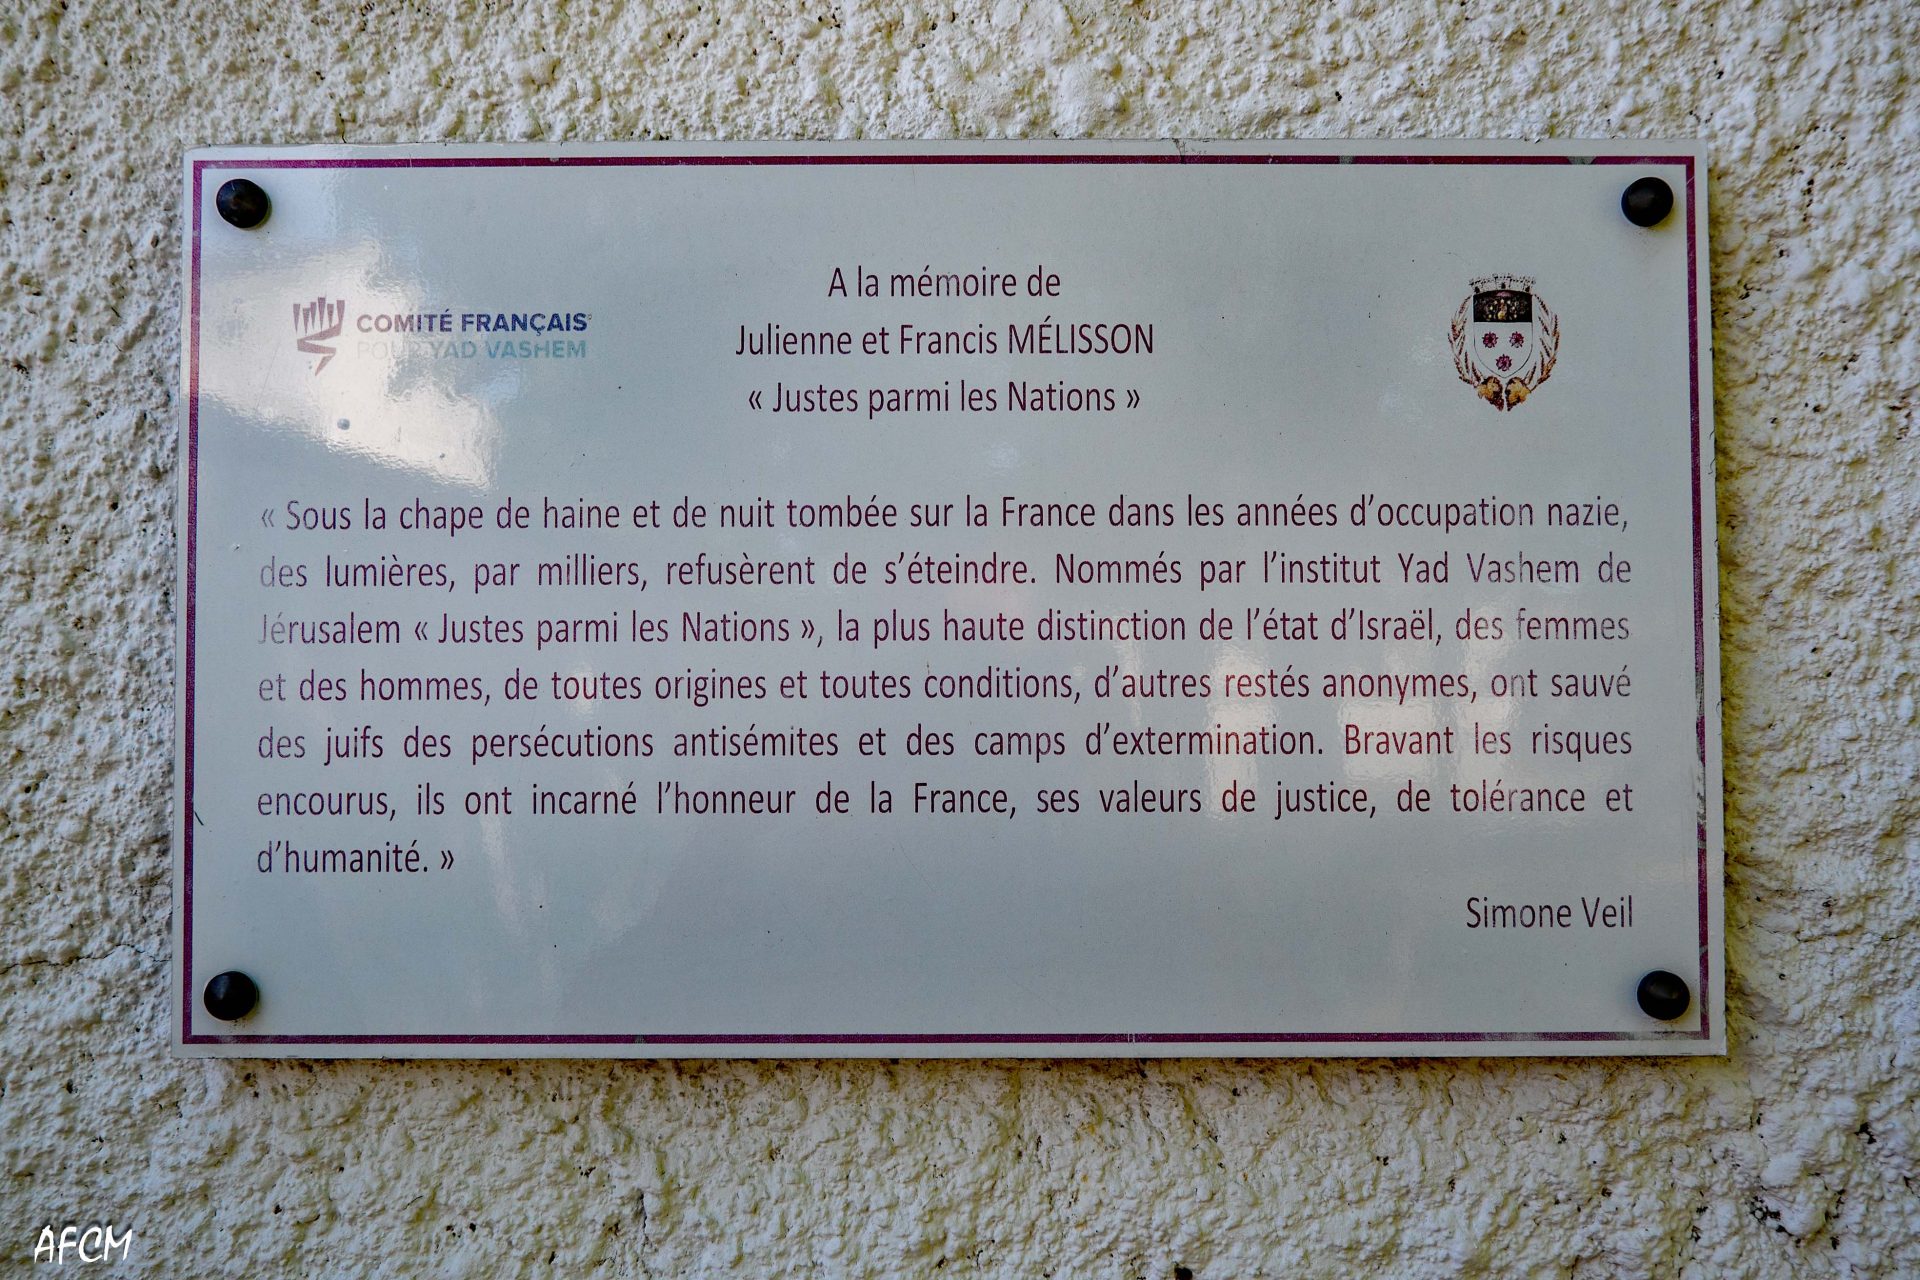 A la mémoire de
Julienne et Francis MÉLISSON
« Justes parmi les Nations »
COMITÉ FRANÇAIS
POUR YAD VASHEM
« Sous la chape de haine et de nuit tombée sur la France dans les années d’occupation nazie,
des lumières, par milliers, refusèrent de s’éteindre. Nommés par l’institut Yad Vashem de
Jérusalem « Justes parmi les Nations », la plus haute distinction de l’état d’Israël, des femmes
et des hommes, de toutes origines et toutes conditions, d’autres restés anonymes, ont sauvé
des juifs des persécutions antisémites et des camps d’extermination. Bravant les risques
encourus, ils ont incarné l’honneur de la France, ses valeurs de justice, de tolérance et
d’humanité. »
Simone Veil
AFCM